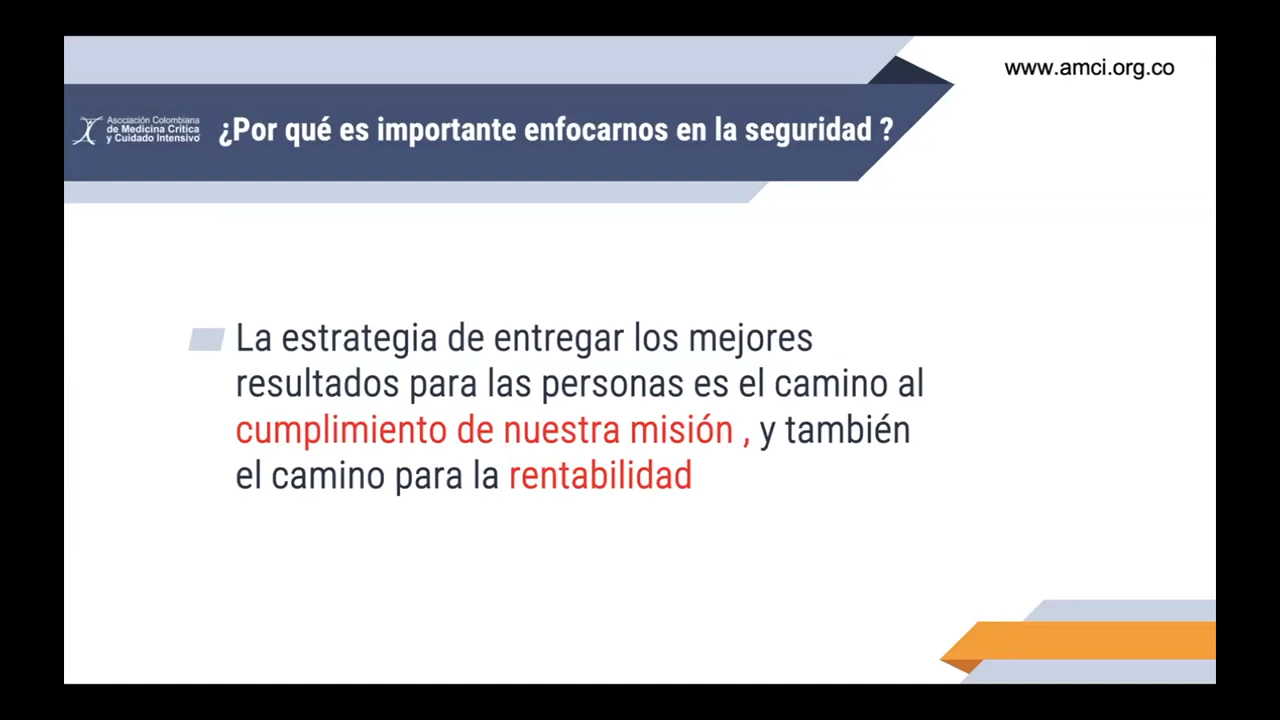 www.amci.org.co
Asociación Colombiana
de Medicina Crítica
y Cuidado Intensivo
¿Por qué es importante enfocarnos en la seguridad ?
La estrategia de entregar los mejores
resultados para las personas es el camino al
cumplimiento de nuestra misión , y también
el camino para la rentabilidad